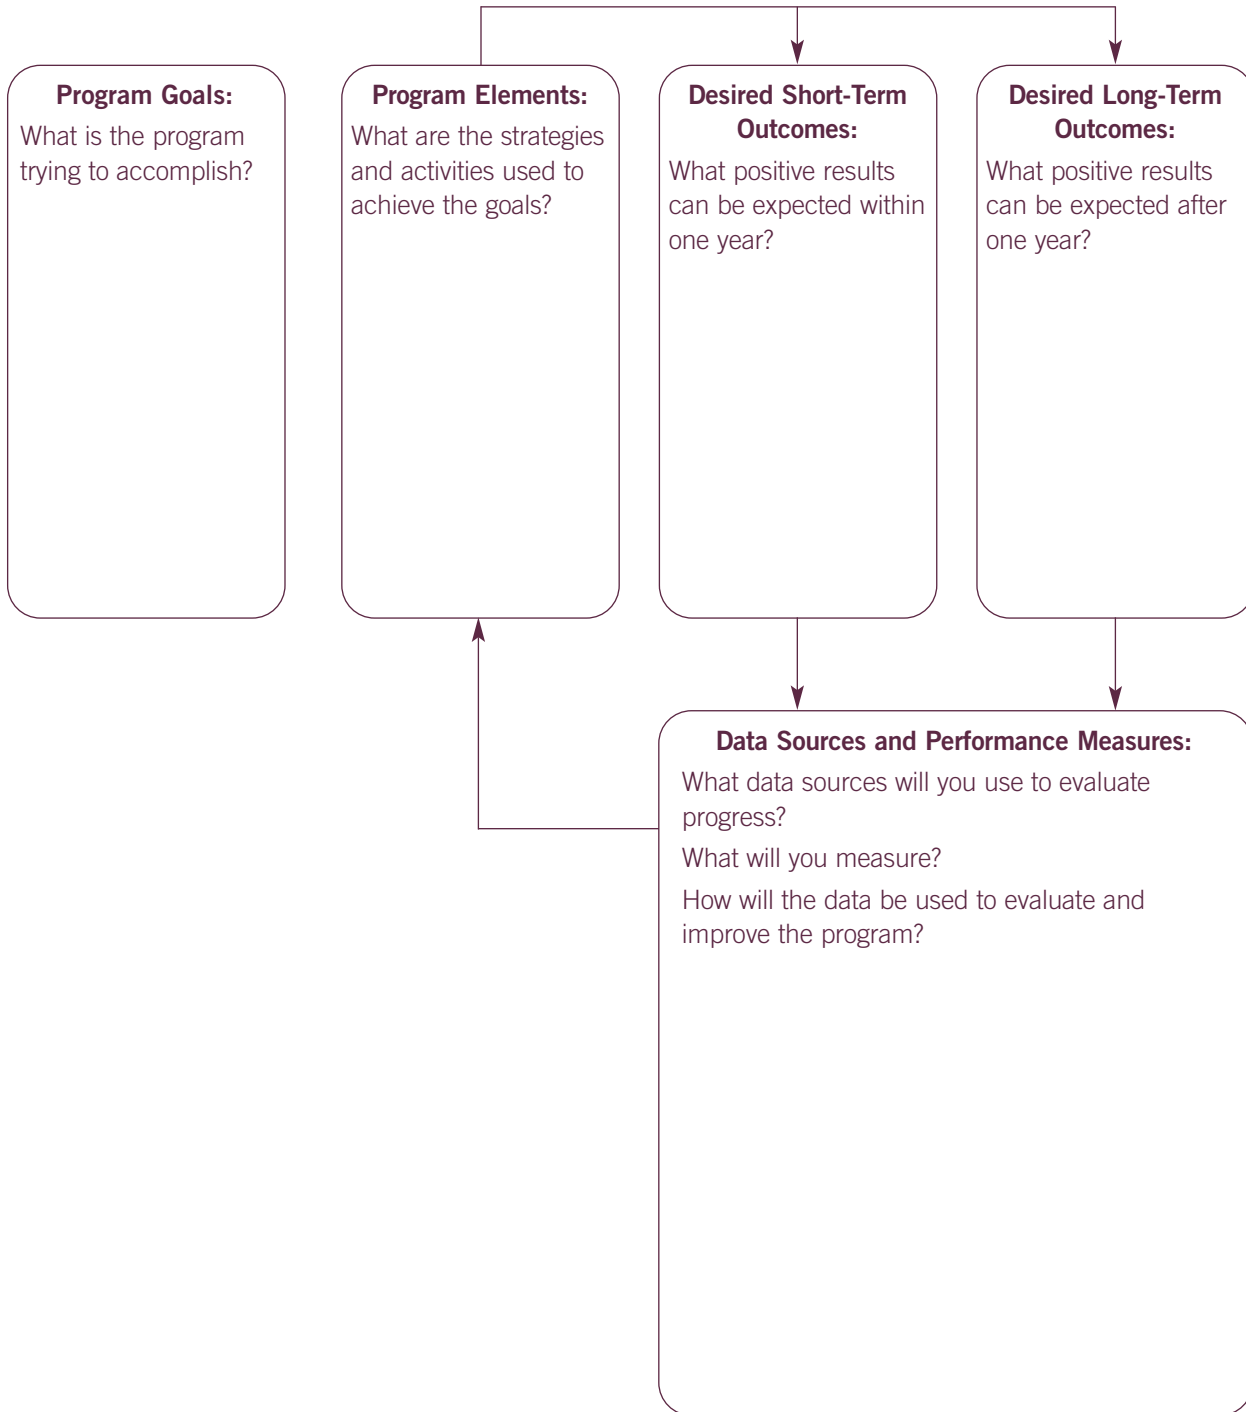 Program Goals:
What is the program
trying to accomplish?
Program Elements:
What are the strategies
and activities used to
achieve the goals?
Desired Short-Term
Outcomes:
What positive results
can be expected within
one year?
Desired Long-Term
Outcomes:
What positive results
can be expected after
one year?
Data Sources and Performance Measures:
What data sources will you use to evaluate
progress?
What will you measure?
How will the data be used to evaluate and
improve the program?